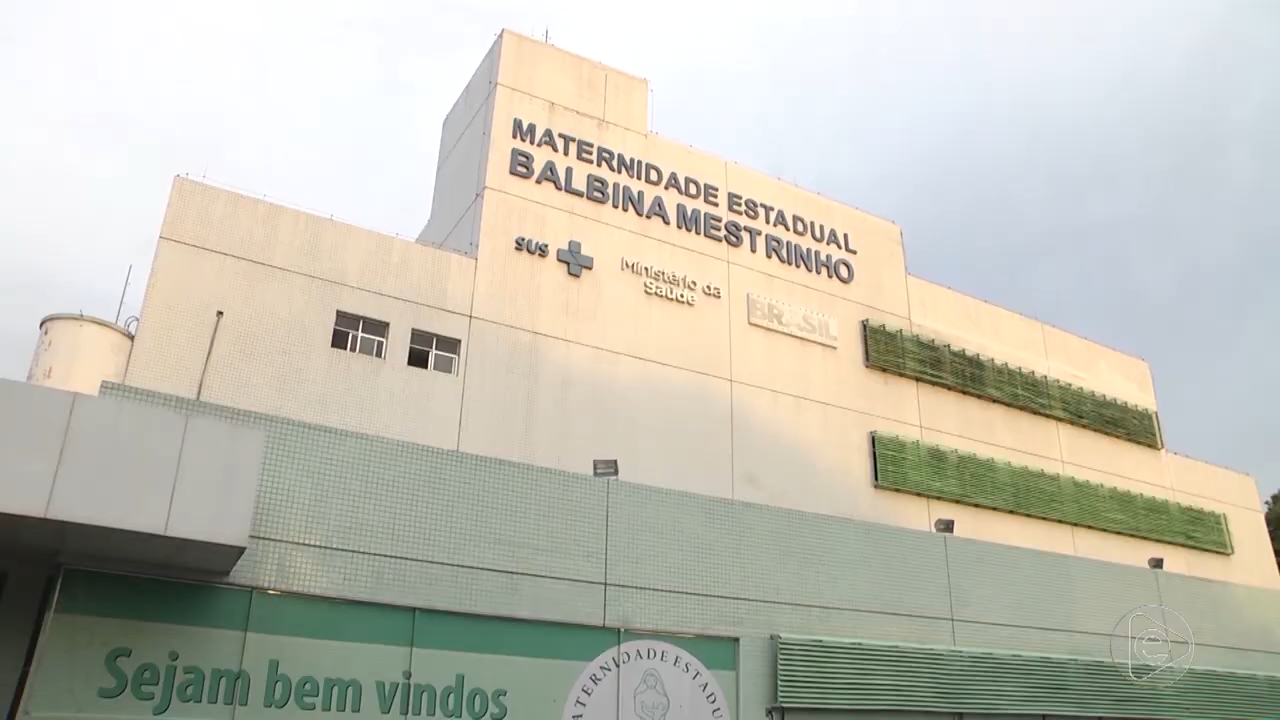 MATERNIDADE ESTADUAL
BALBINA MESTRINHO
SUS
Ministério da
Saúde
BRASIL
Sejam bem vindos
MATERNIDADE ESTADU